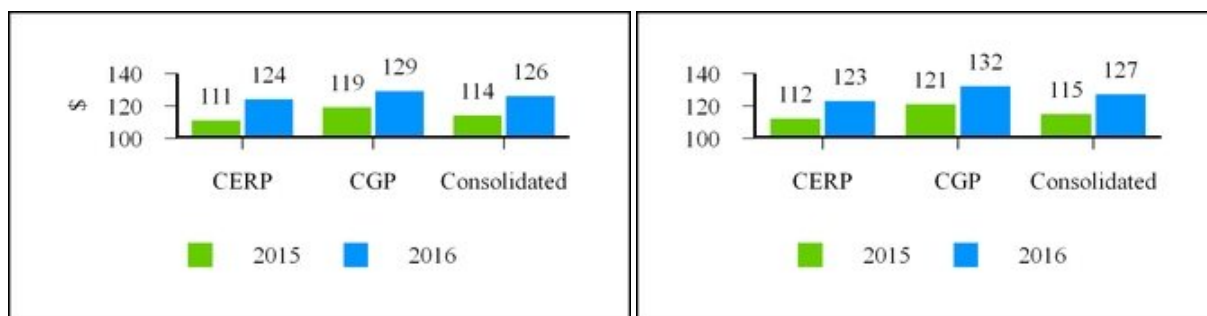 111 124 119 129 114 126
$ 140 120 100
CERP CGP Consolidated
2015 2016
112 123 121 132 115 127
140 120 100
CERP CGP Consolidated
2015 2016